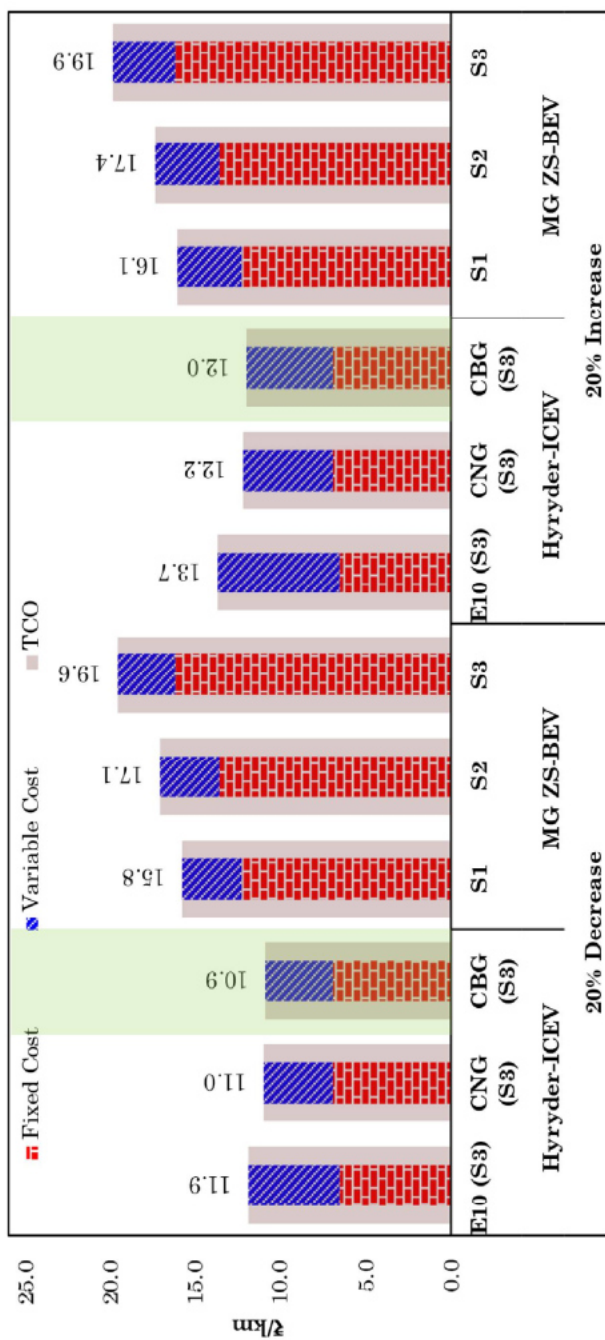 Fixed Cost Variable Cost TCO
₹/km
25.0
20.0
15.0
10.0
5.0
0.0
11.9 11.0 10.9 15.8 17.1 19.6 13.7 12.2 12.0 16.1 17.4 19.9
E10 (S3) CNG (S3) CBG (S3) S1 S2 S3 E10 (S3) CNG (S3) CBG (S3) S1 S2 S3
Hyryder-ICEV MG ZS-BEV Hyryder-ICEV MG ZS-BEV
20% Decrease 20% Increase